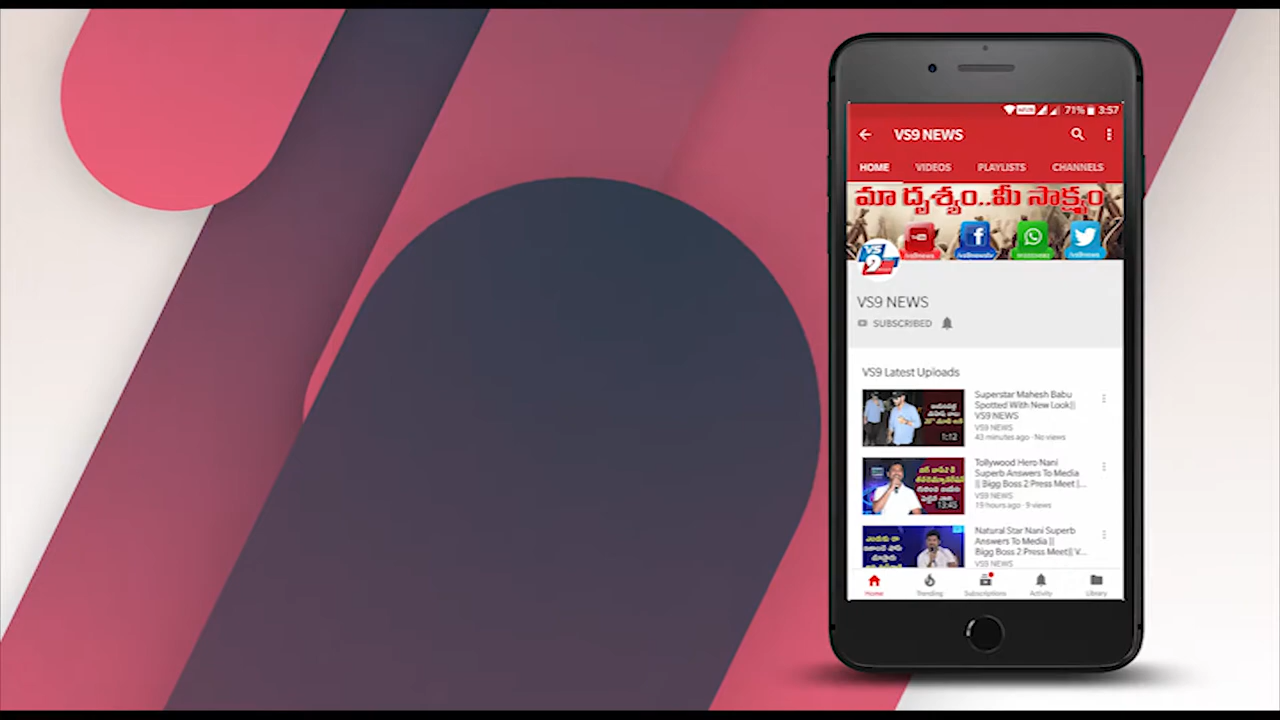 71% 3:57
VS9 NEWS
HOME VIDEOS PLAYLISTS CHANNELS
మా దృశ్యం..మీ సాక్ష్యం
VS
9
VS9 NEWS
SUBSCRIBED
VS9 Latest Uploads
Superstar Mahesh Babu
Spotted With New Look||
VS9 NEWS
VS9 NEWS
43 minutes ago · No views
1:12
Tollywood Hero Nani
Superb Answers To Media
|| Bigg Boss 2 Press Meet |...
VS9 NEWS
19 hours ago · 9 views
13:45
Natural Star Nani Superb
Answers To Media ||
Bigg Boss 2 Press Meet|| V...
VS9 NEWS
Home Trending Subscriptions Activity Library